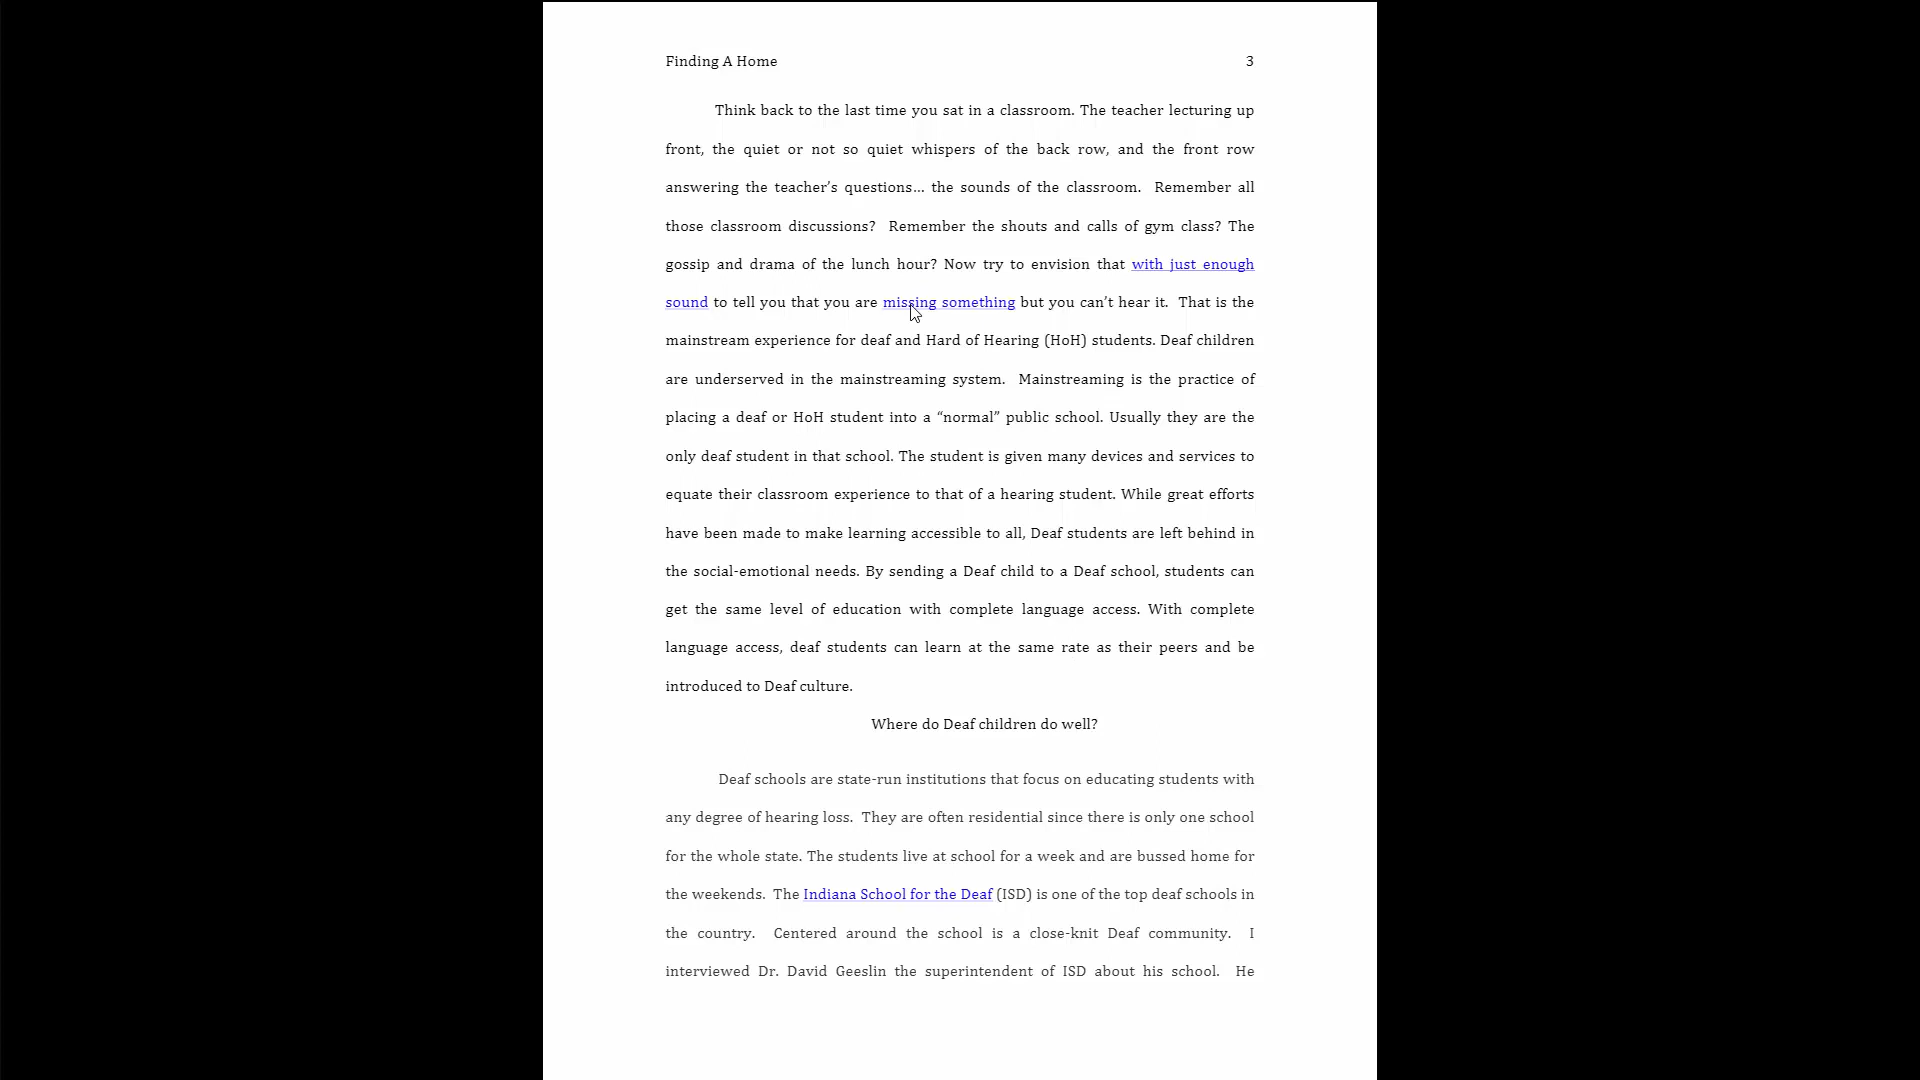 Finding A Home 3
Think back to the last time you sat in a classroom. The teacher lecturing up
front, the quiet or not so quiet whispers of the back row, and the front row
answering the teacher’s questions… the sounds of the classroom.  Remember all
those classroom discussions?  Remember the shouts and calls of gym class? The
gossip and drama of the lunch hour? Now try to envision that with just enough
sound to tell you that you are missing something but you can’t hear it.  That is the
mainstream experience for deaf and Hard of Hearing (HoH) students. Deaf children
are underserved in the mainstreaming system.  Mainstreaming is the practice of
placing a deaf or HoH student into a “normal” public school. Usually they are the
only deaf student in that school. The student is given many devices and services to
equate their classroom experience to that of a hearing student. While great efforts
have been made to make learning accessible to all, Deaf students are left behind in
the social-emotional needs. By sending a Deaf child to a Deaf school, students can
get the same level of education with complete language access. With complete
language access, deaf students can learn at the same rate as their peers and be
introduced to Deaf culture.
Where do Deaf children do well?
Deaf schools are state-run institutions that focus on educating students with
any degree of hearing loss.  They are often residential since there is only one school
for the whole state. The students live at school for a week and are bussed home for
the weekends.  The Indiana School for the Deaf (ISD) is one of the top deaf schools in
the country.  Centered around the school is a close-knit Deaf community.  I
interviewed Dr. David Geeslin the superintendent of ISD about his school.  He